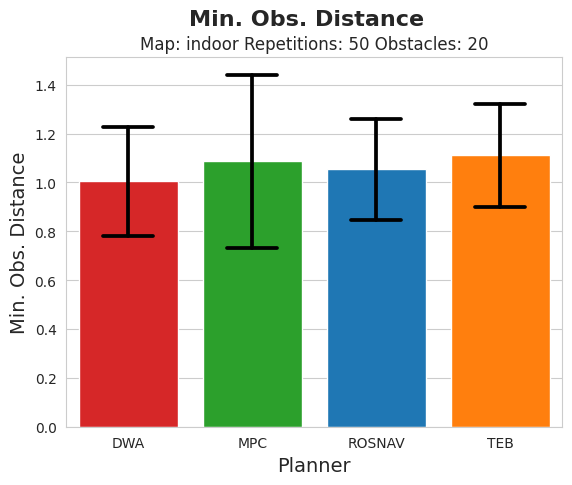 Min. Obs. Distance
Map: indoor Repetitions: 50 Obstacles: 20
Min. Obs. Distance
1.4
1.2
1.0
0.8
0.6
0.4
0.2
0.0
DWA
MPC
ROSNAV
TEB
Planner